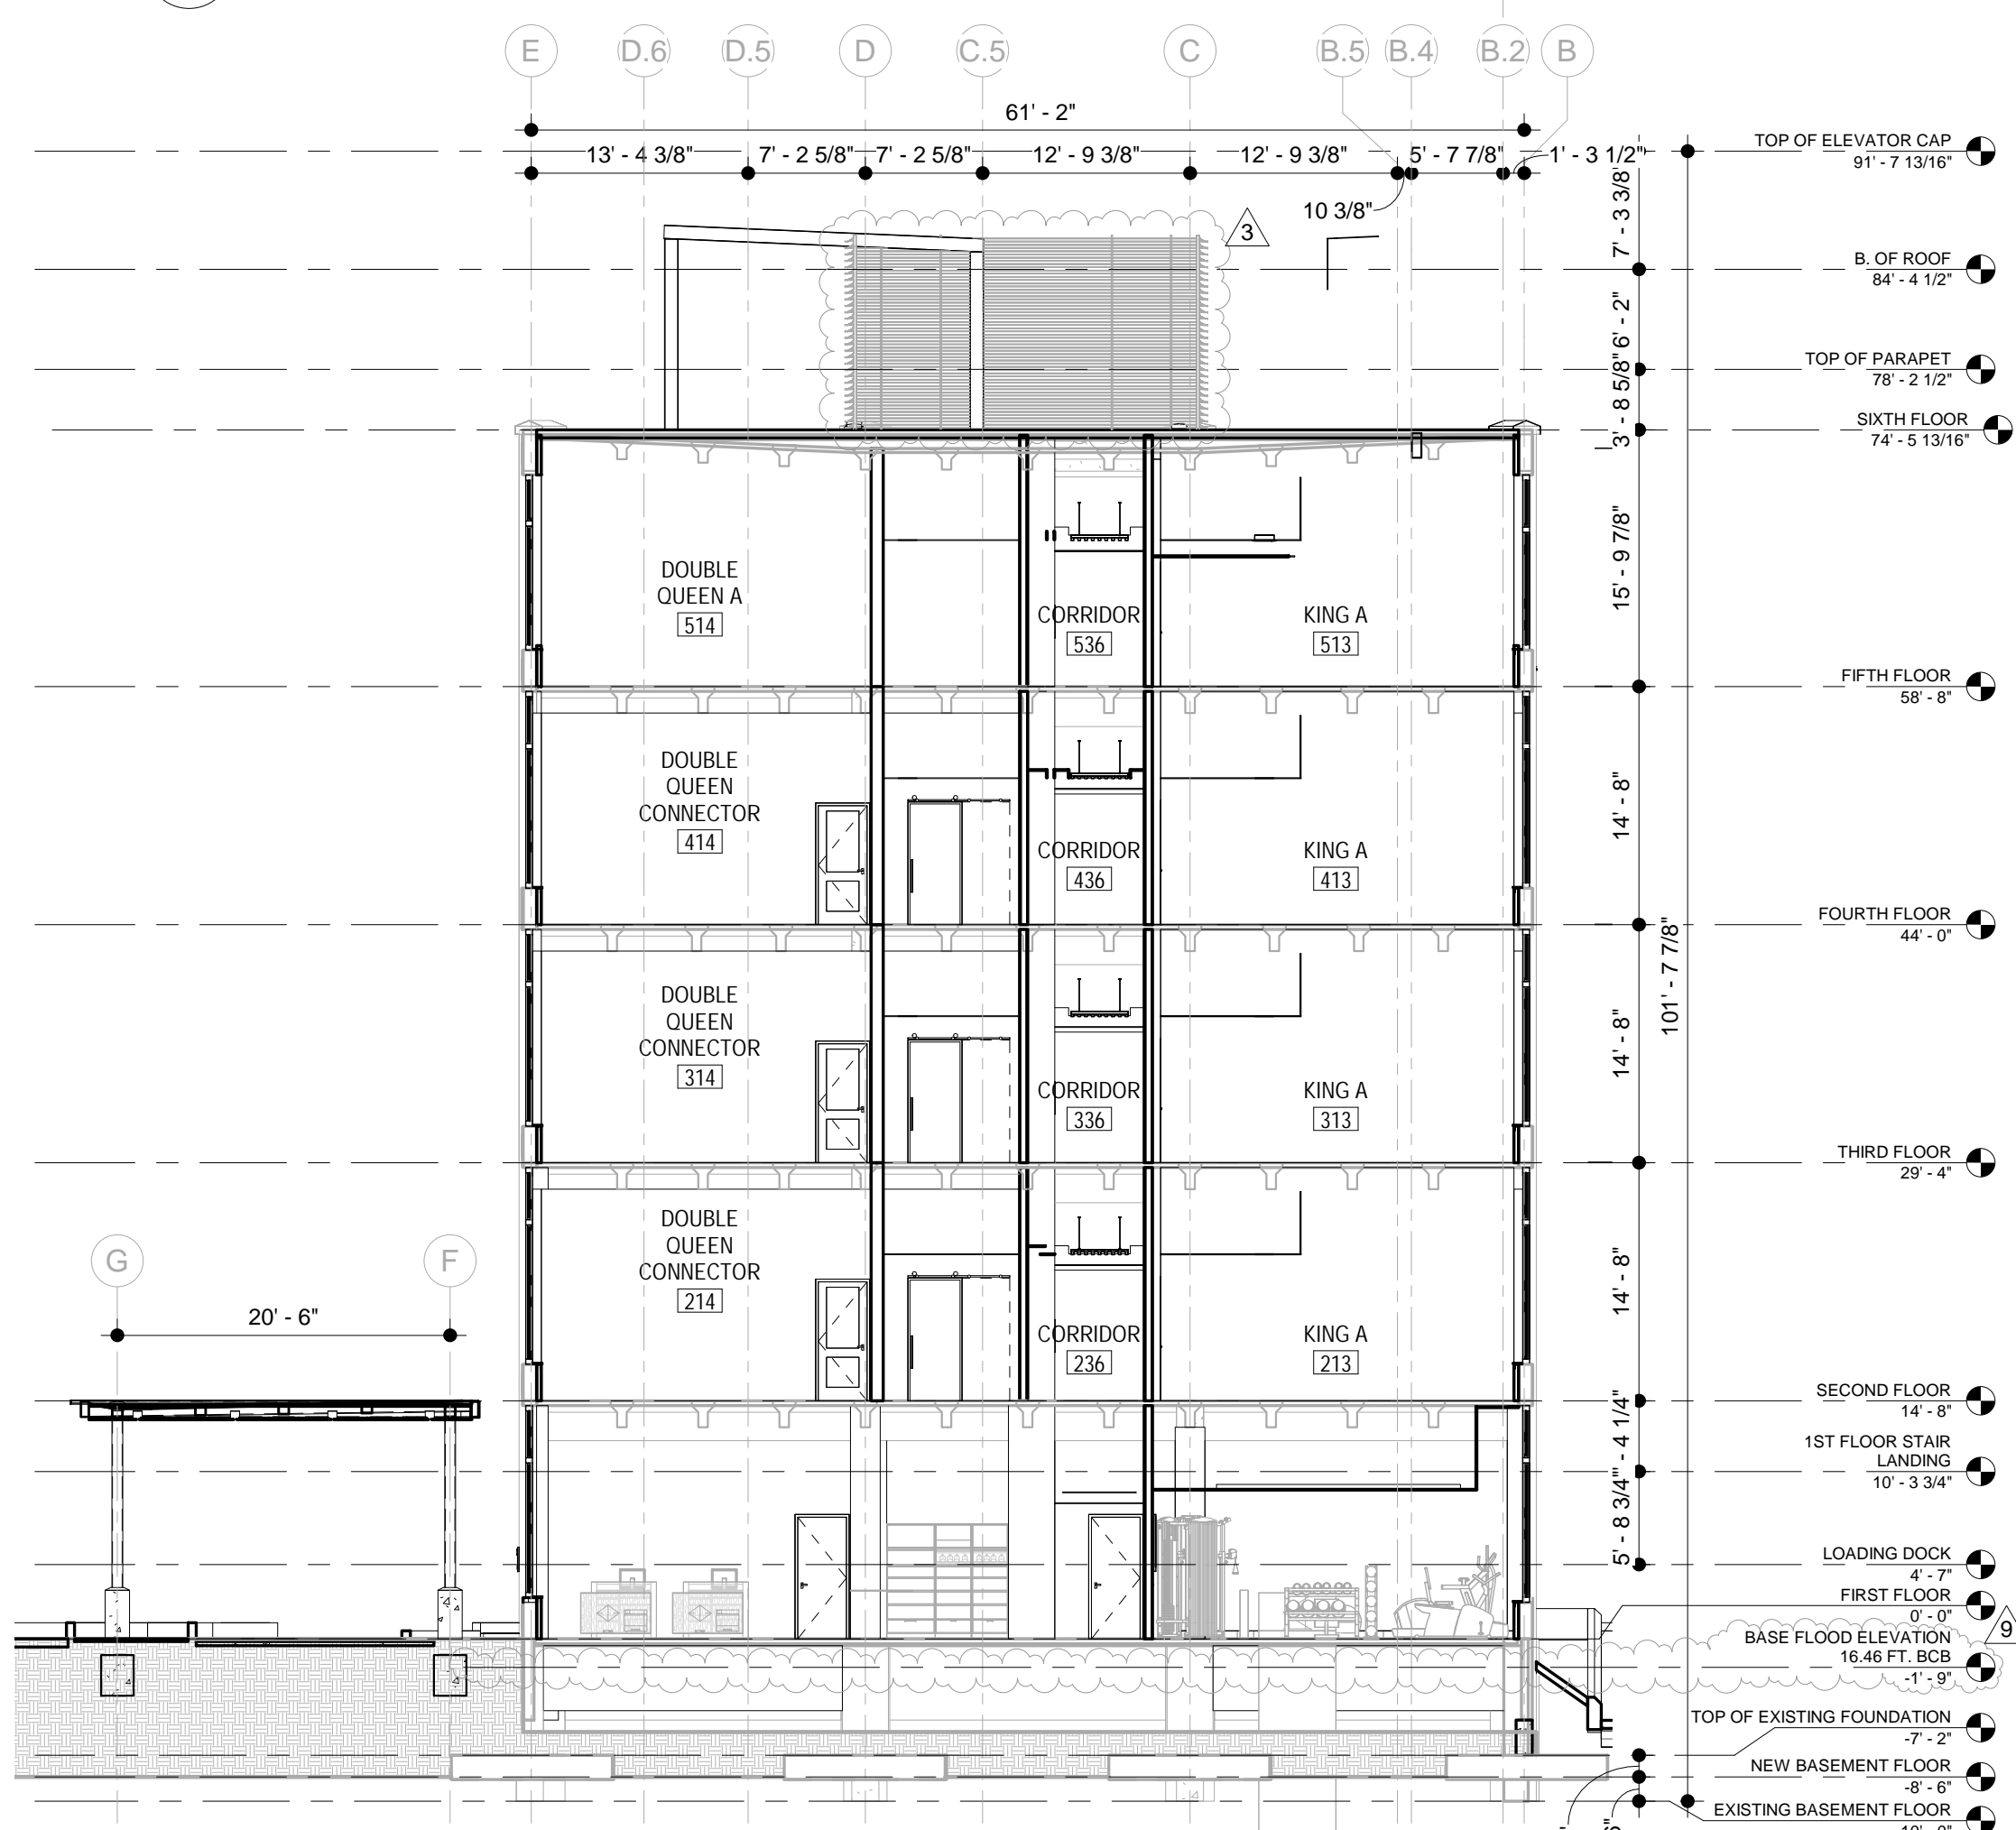 E D.6 D.5 D C.5 C B.5 B.4 B.2 B
61' - 2"
13' - 4 3/8" 7' - 2 5/8" 7' - 2 5/8" 12' - 9 3/8" 12' - 9 3/8" 5' - 7 7/8" 1' - 3 1/2"
10 3/8"
3
TOP OF ELEVATOR CAP
91' - 7 13/16"
7' - 3 3/8"
B. OF ROOF
84' - 4 1/2"
6' - 2"
TOP OF PARAPET
78' - 2 1/2"
3' - 8 5/8"
SIXTH FLOOR
74' - 5 13/16"
15' - 9 7/8"
DOUBLE
QUEEN A
514
CORRIDOR
536
KING A
513
FIFTH FLOOR
58' - 8"
14' - 8"
DOUBLE
QUEEN
CONNECTOR
414
CORRIDOR
436
KING A
413
FOURTH FLOOR
44' - 0"
101' - 7 7/8"
14' - 8"
DOUBLE
QUEEN
CONNECTOR
314
CORRIDOR
336
KING A
313
THIRD FLOOR
29' - 4"
14' - 8"
DOUBLE
QUEEN
CONNECTOR
214
CORRIDOR
236
KING A
213
G F
20' - 6"
SECOND FLOOR
14' - 8"
4' - 4 1/4"
1ST FLOOR STAIR
LANDING
10' - 3 3/4"
5' - 8 3/4"
LOADING DOCK
4' - 7"
FIRST FLOOR
0' - 0"
9
BASE FLOOD ELEVATION
16.46 FT. BCB
-1' - 9"
TOP OF EXISTING FOUNDATION
-7' - 2"
NEW BASEMENT FLOOR
-8' - 6"
EXISTING BASEMENT FLOOR